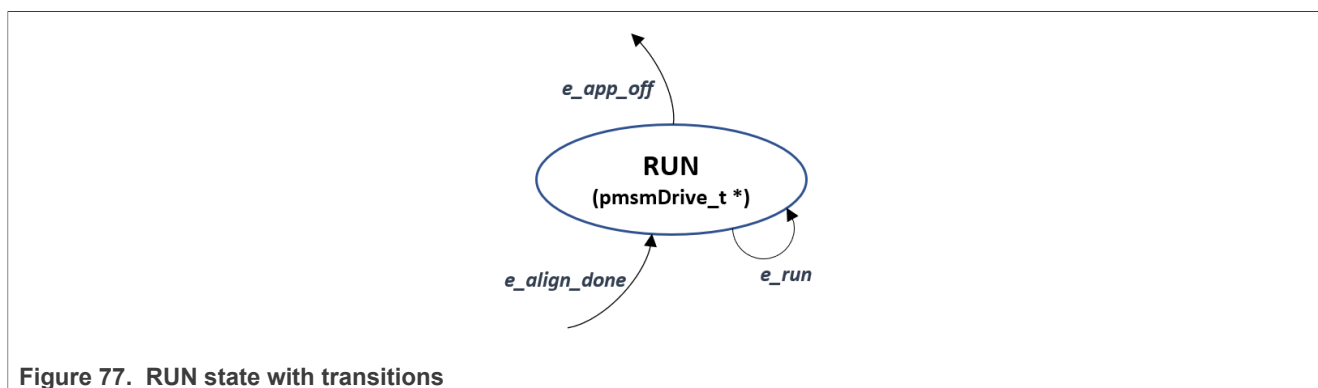 e_app_off
RUN
(pmsmDrive_t *)
e_align_done
e_run
Figure 77. RUN state with transitions